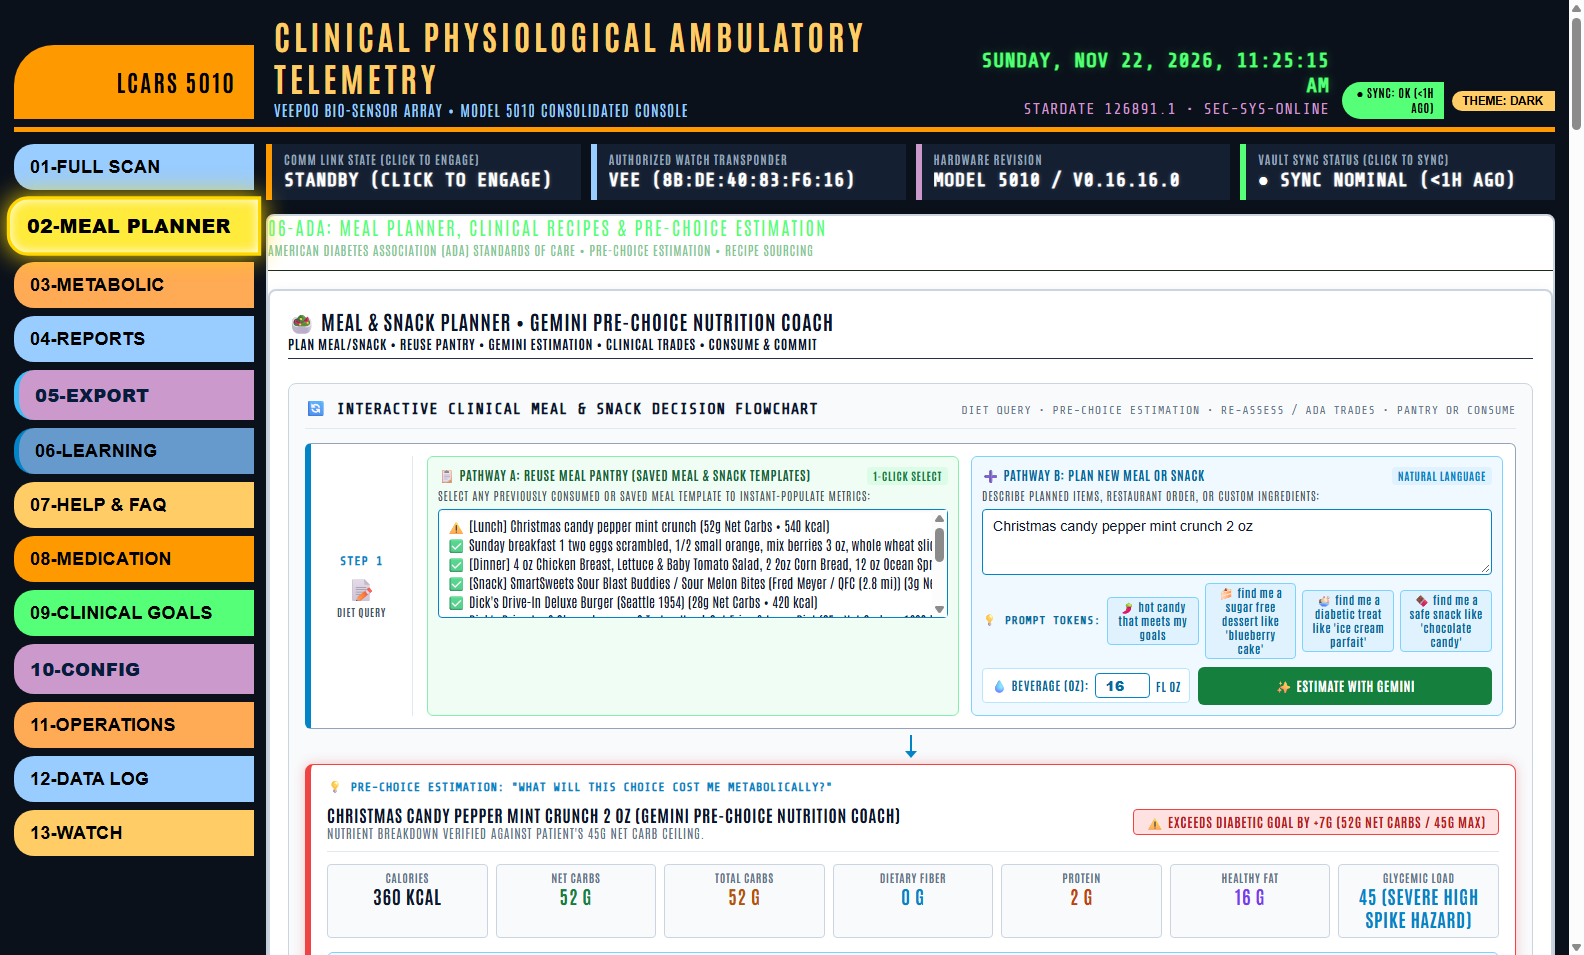 LCARS 5010
CLINICAL PHYSIOLOGICAL AMBULATORY
TELEMETRY
VEEPOO BIO-SENSOR ARRAY • MODEL 5010 CONSOLIDATED CONSOLE
SUNDAY, NOV 22, 2026, 11:25:15
AM
STARDATE 126891.1 · SEC-SYS-ONLINE
● SYNC: OK (<1H
AGO)
THEME: DARK
01-FULL SCAN
02-MEAL PLANNER
03-METABOLIC
04-REPORTS
05-EXPORT
06-LEARNING
07-HELP & FAQ
08-MEDICATION
09-CLINICAL GOALS
10-CONFIG
11-OPERATIONS
12-DATA LOG
13-WATCH
COMM LINK STATE (CLICK TO ENGAGE)
STANDBY (CLICK TO ENGAGE)
AUTHORIZED WATCH TRANSPONDER
VEE (8B:DE:40:83:F6:16)
HARDWARE REVISION
MODEL 5010 / V0.16.16.0
VAULT SYNC STATUS (CLICK TO SYNC)
● SYNC NOMINAL (<1H AGO)
06-ADA: MEAL PLANNER, CLINICAL RECIPES & PRE-CHOICE ESTIMATION
AMERICAN DIABETES ASSOCIATION (ADA) STANDARDS OF CARE • PRE-CHOICE ESTIMATION • RECIPE SOURCING
🥗 MEAL & SNACK PLANNER • GEMINI PRE-CHOICE NUTRITION COACH
PLAN MEAL/SNACK • REUSE PANTRY • GEMINI ESTIMATION • CLINICAL TRADES • CONSUME & COMMIT
🔄 INTERACTIVE CLINICAL MEAL & SNACK DECISION FLOWCHART
DIET QUERY · PRE-CHOICE ESTIMATION · RE-ASSESS / ADA TRADES · PANTRY OR CONSUME
STEP 1
📝
DIET QUERY
📋 PATHWAY A: REUSE MEAL PANTRY (SAVED MEAL & SNACK TEMPLATES)
1-CLICK SELECT
SELECT ANY PREVIOUSLY CONSUMED OR SAVED MEAL TEMPLATE TO INSTANT-POPULATE METRICS:
⚠️ [Lunch] Christmas candy pepper mint crunch (52g Net Carbs • 540 kcal)
✅ Sunday breakfast 1 two eggs scrambled, 1/2 small orange, mix berries 3 oz, whole wheat slic
✅ [Dinner] 4 oz Chicken Breast, Lettuce & Baby Tomato Salad, 2 2oz Corn Bread, 12 oz Ocean Spr
✅ [Snack] SmartSweets Sour Blast Buddies / Sour Melon Bites (Fred Meyer / QFC (2.8 mi)) (3g Ne
✅ Dick's Drive-In Deluxe Burger (Seattle 1954) (28g Net Carbs • 420 kcal)
➕ PATHWAY B: PLAN NEW MEAL OR SNACK
NATURAL LANGUAGE
DESCRIBE PLANNED ITEMS, RESTAURANT ORDER, OR CUSTOM INGREDIENTS:
Christmas candy pepper mint crunch 2 oz
💡 PROMPT TOKENS:
🌶️ hot candy
that meets my
goals
🍰 find me a
sugar free
dessert like
'blueberry
cake'
🍨 find me a
diabetic treat
like 'ice cream
parfait'
🍫 find me a
safe snack like
'chocolate
candy'
💧 BEVERAGE (OZ): 16 FL OZ
✨ ESTIMATE WITH GEMINI
💡 PRE-CHOICE ESTIMATION: "WHAT WILL THIS CHOICE COST ME METABOLICALLY?"
CHRISTMAS CANDY PEPPER MINT CRUNCH 2 OZ (GEMINI PRE-CHOICE NUTRITION COACH)
NUTRIENT BREAKDOWN VERIFIED AGAINST PATIENT'S 45G NET CARB CEILING.
⚠️ EXCEEDS DIABETIC GOAL BY +7G (52G NET CARBS / 45G MAX)
CALORIES
360 KCAL
NET CARBS
52 G
TOTAL CARBS
52 G
DIETARY FIBER
0 G
PROTEIN
2 G
HEALTHY FAT
16 G
GLYCEMIC LOAD
45 (SEVERE HIGH
SPIKE HAZARD)